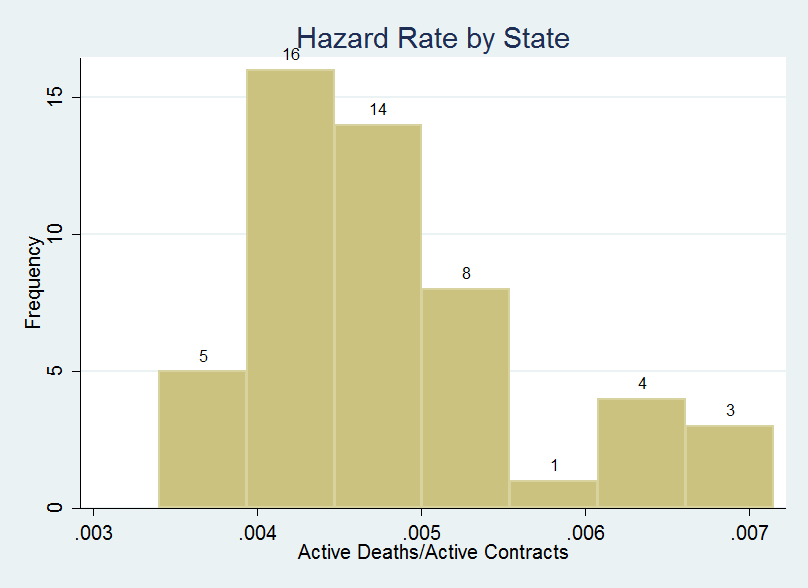 Hazard Rate by State
16
14
8
5
4
3
1
15
10
5
0
Frequency
.003 .004 .005 .006 .007
Active Deaths/Active Contracts